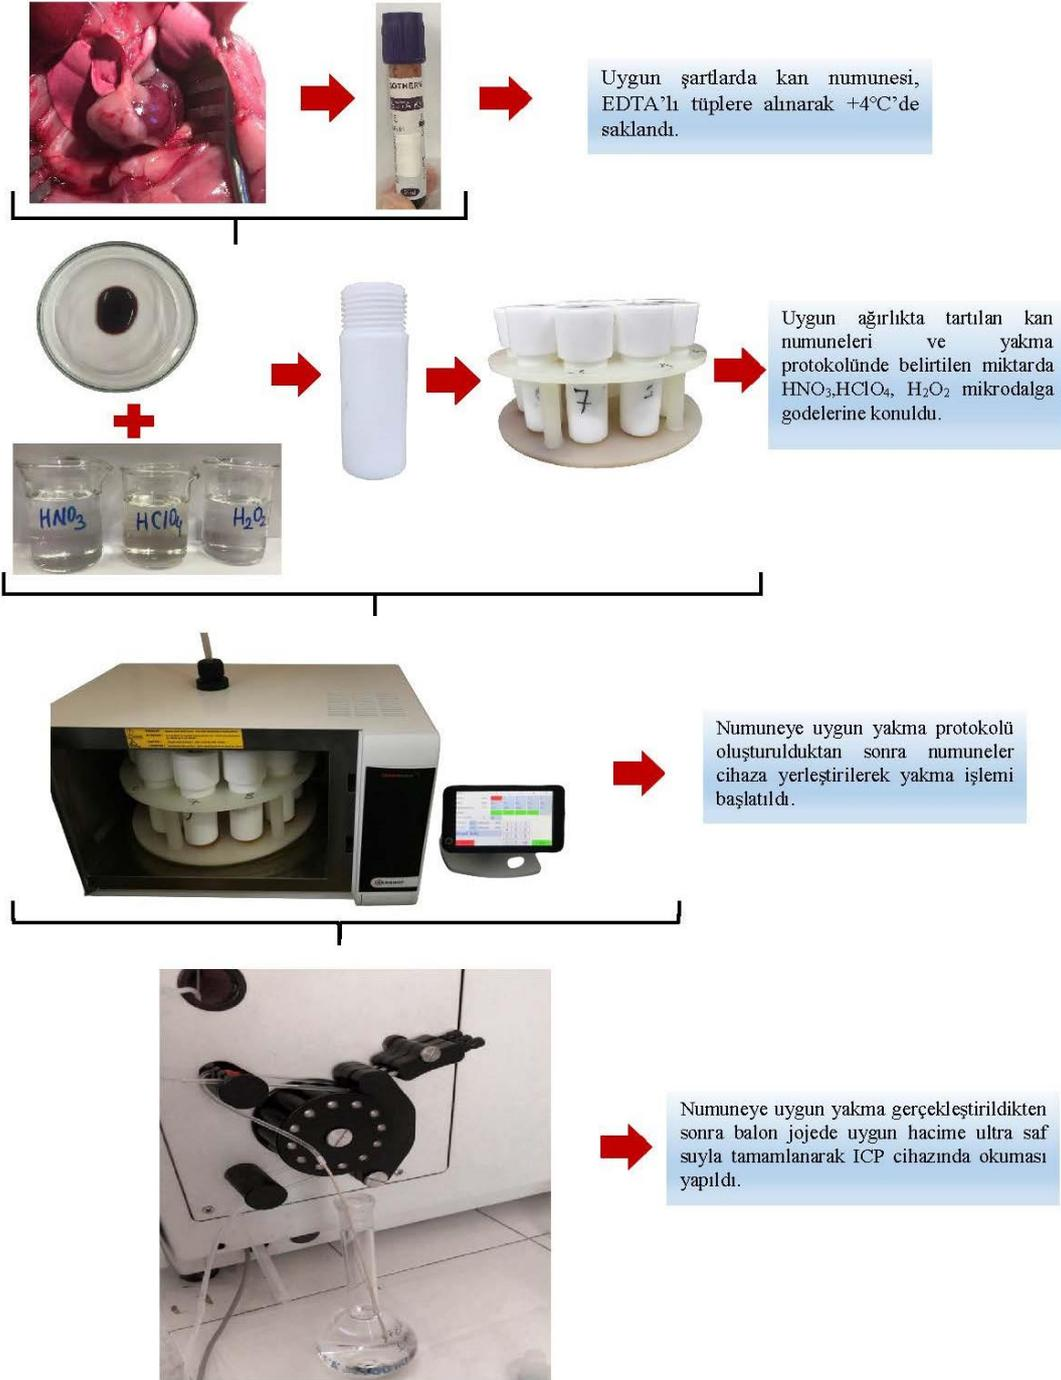 Uygun şartlarda kan numunesi,
EDTA’lı tüplere alınarak +4°C’de
saklandı.
Uygun ağırlıkta tartılan kan
numuneleri ve yakma
protokolünde belirtilen miktarda
HNO₃,HClO₄, H₂O₂ mikrodalga
godelerine konuldu.
7
HNO₃
HClO₄
H₂O₂
Numuneye uygun yakma protokolü
oluşturulduktan sonra numuneler
cihaza yerleştirilerek yakma işlemi
başlatıldı.
7 8
Numuneye uygun yakma gerçekleştirildikten
sonra balon jojede uygun hacime ultra saf
suyla tamamlanarak ICP cihazında okuması
yapıldı.